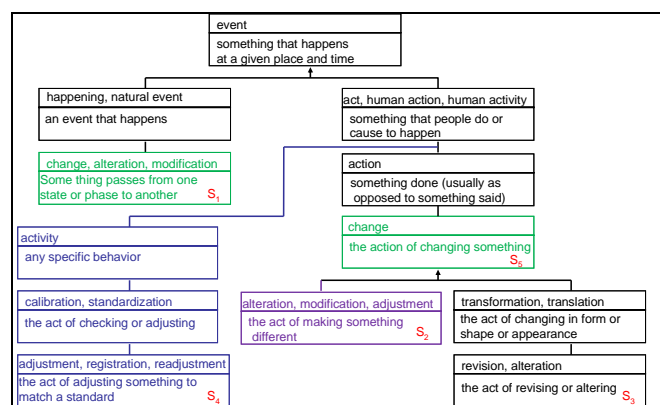 event
something that happens
at a given place and time
happening, natural event
an event that happens
act, human action, human activity
something that people do or
cause to happen
change, alteration, modification
Some thing passes from one
state or phase to another
S1
action
something done (usually as
opposed to something said)
change
the action of changing something
S5
activity
any specific behavior
calibration, standardization
the act of checking or adjusting
alteration, modification, adjustment
the act of making something
different
S2
transformation, translation
the act of changing in form or
shape or appearance
adjustment, registration, readjustment
the act of adjusting something to
match a standard
S4
revision, alteration
the act of revising or altering
S3